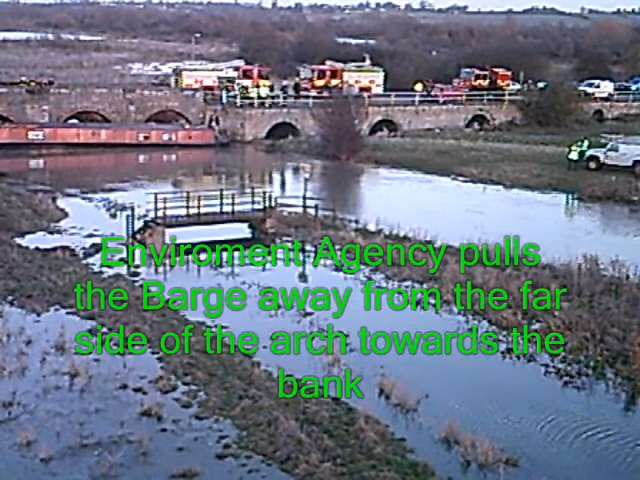 Enviroment Agency pulls
the Barge away from the far
side of the arch towards the
bank